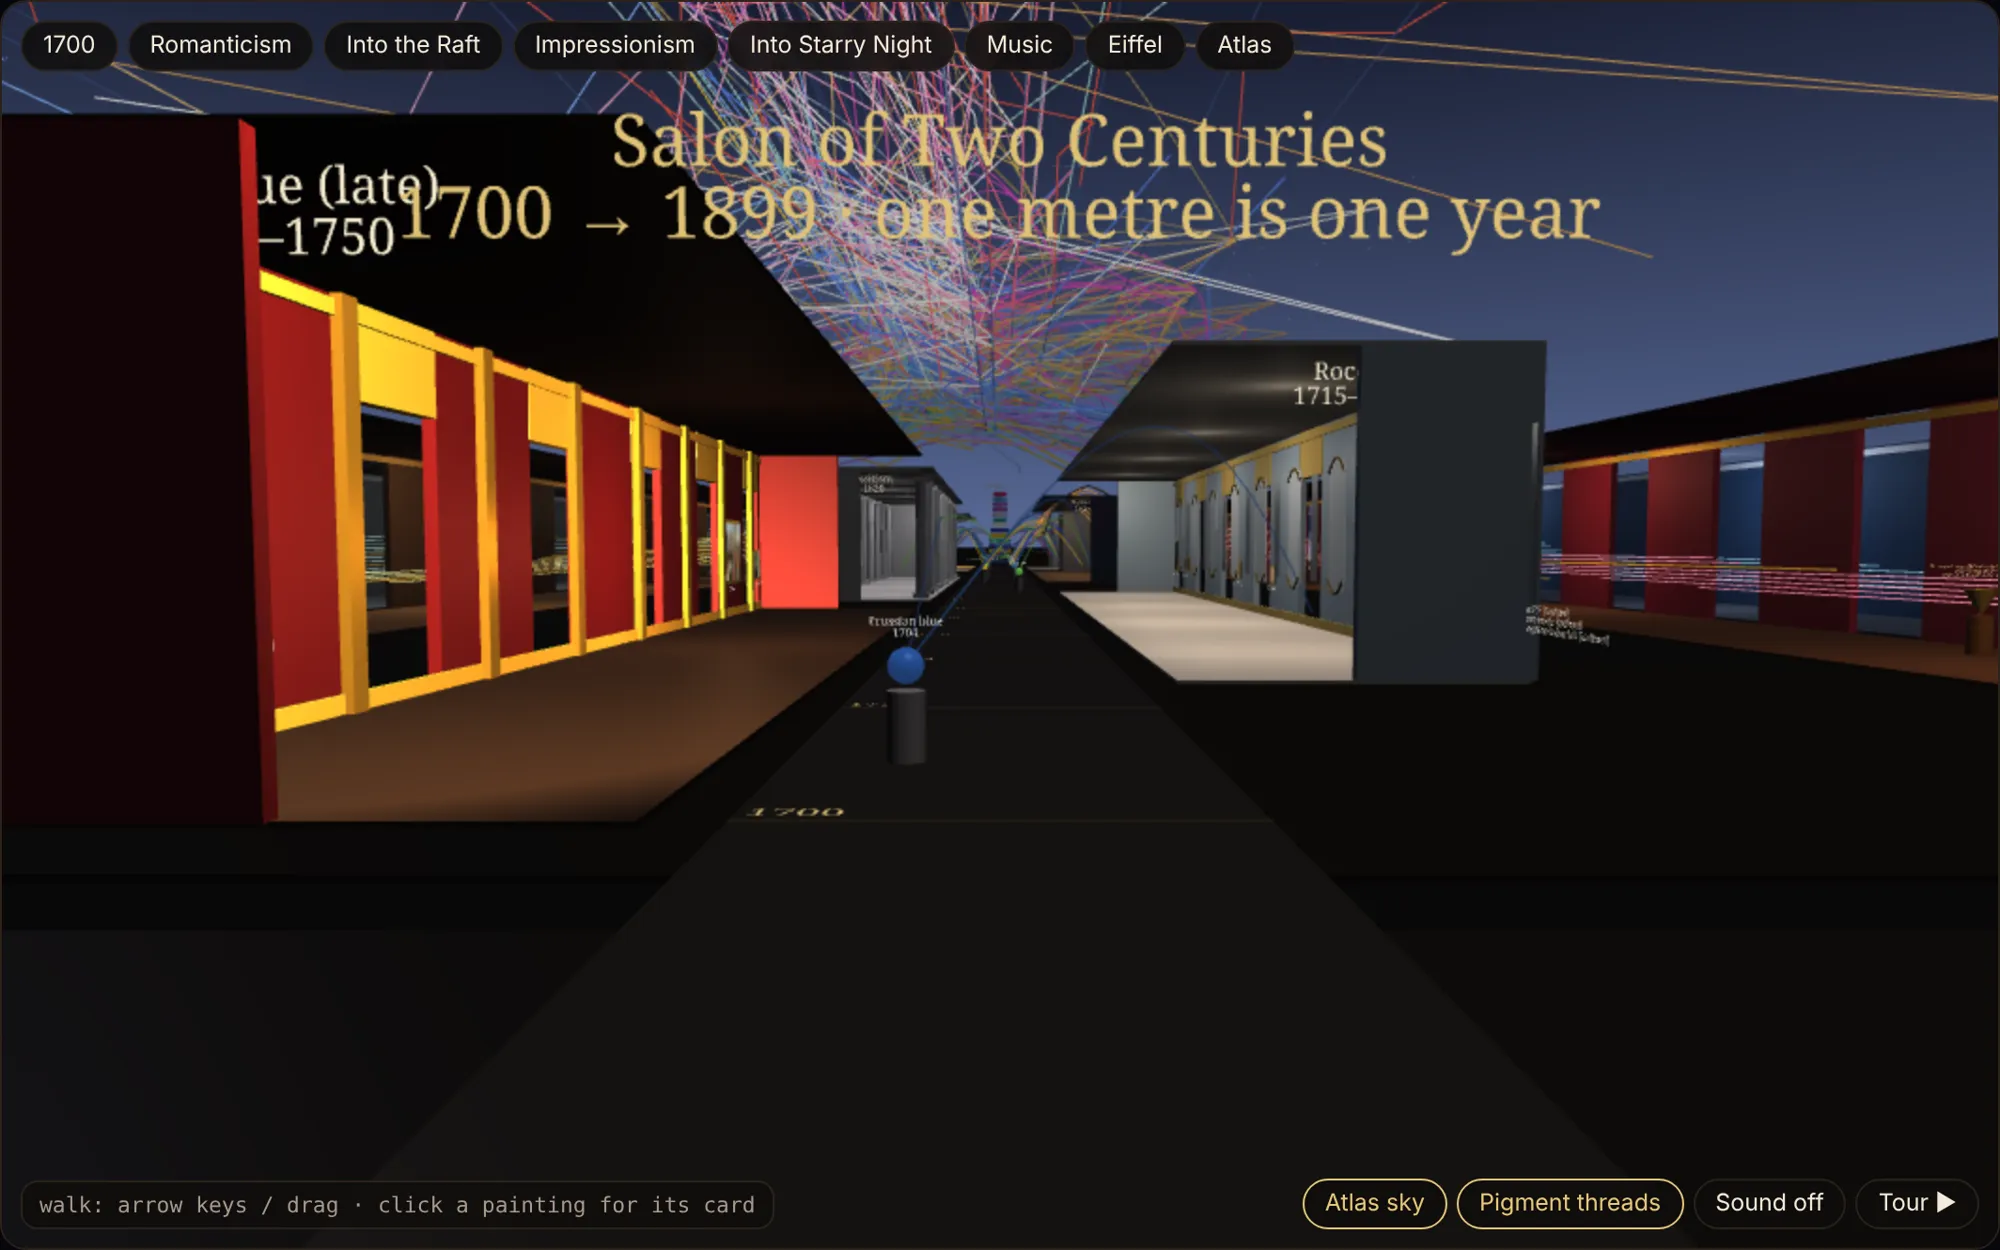 1700
Romanticism
Into the Raft
Impressionism
Into Starry Night
Music
Eiffel
Atlas
Salon of Two Centuries
1700 → 1899 · one metre is one year
ue (late)
–1750
Roc
1715–
Prussian blue
1704
1700
walk: arrow keys / drag · click a painting for its card
Atlas sky
Pigment threads
Sound off
Tour ▶